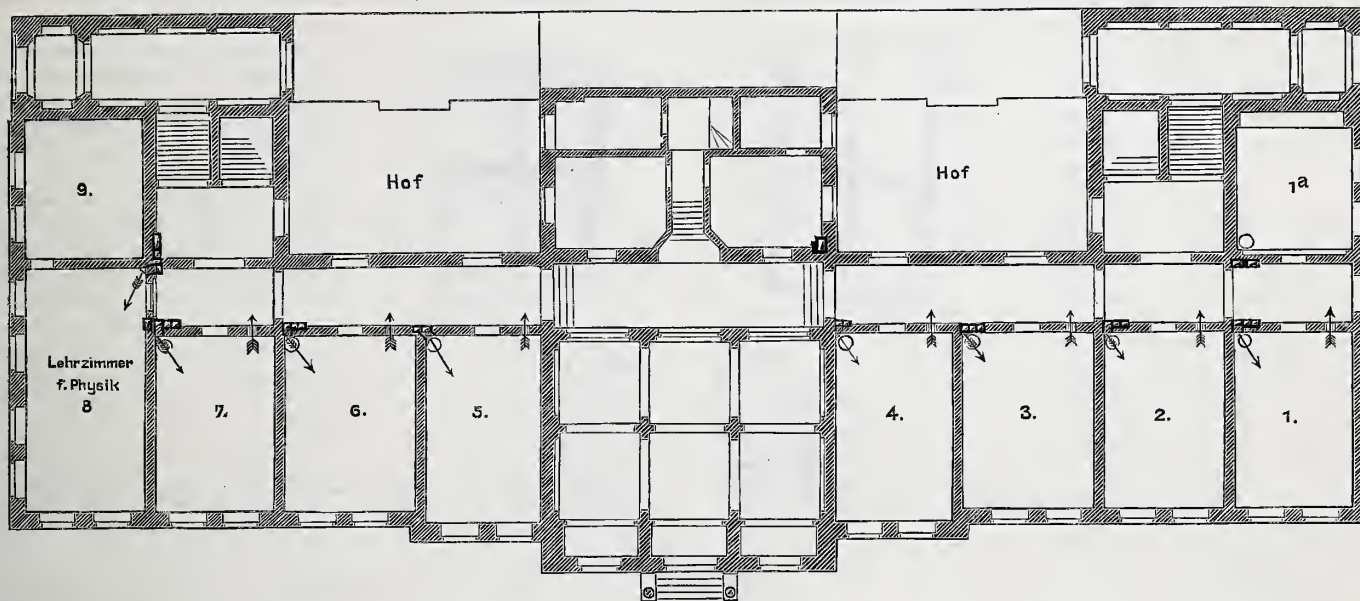 9.
Hof
Hof
1a
Lehrzimmer
f. Physik
8
7.
6.
5.
4.
3.
2.
1.